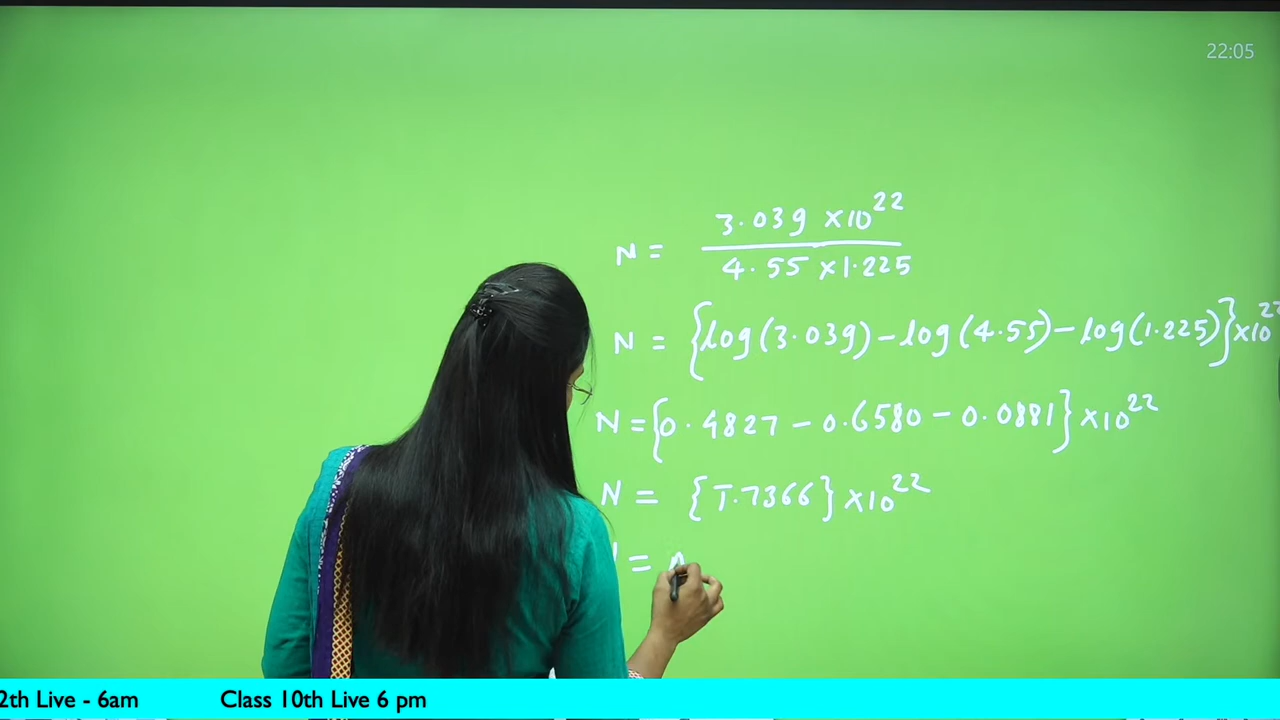 22:05
N = 3.039 ×10²² / 4.55 ×1.225
N = {log(3.039) – log(4.55) – log(1.225)}×10²²
N = {0.4827 – 0.6580 – 0.0881} ×10²²
N = {1̄.7366} ×10²²
=
2th Live - 6am Class 10th Live 6 pm